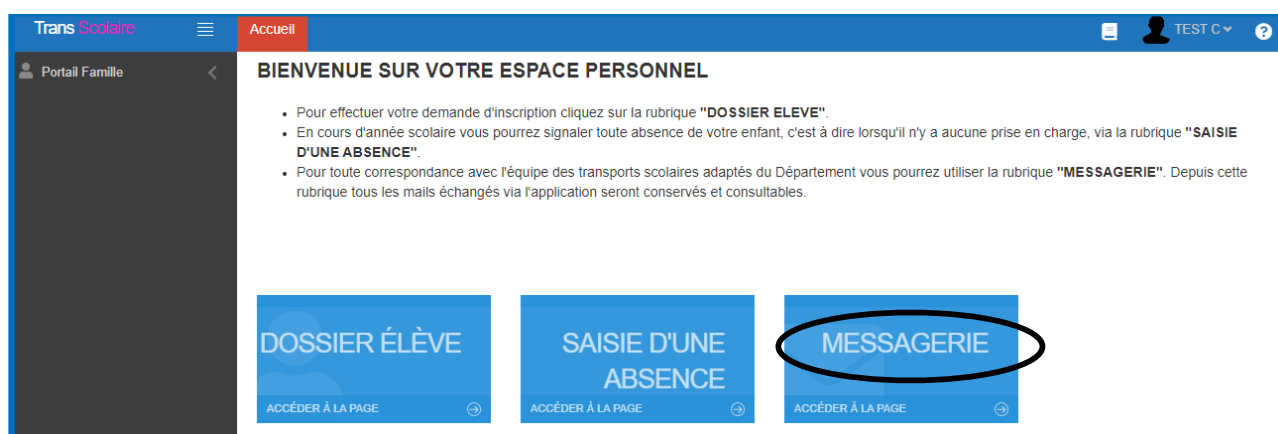 Trans Scolaire
Accueil
TEST C
?
Portail Famille
BIENVENUE SUR VOTRE ESPACE PERSONNEL
• Pour effectuer votre demande d'inscription cliquez sur la rubrique "DOSSIER ELEVE".
• En cours d'année scolaire vous pourrez signaler toute absence de votre enfant, c'est à dire lorsqu'il n'y a aucune prise en charge, via la rubrique "SAISIE
D'UNE ABSENCE".
• Pour toute correspondance avec l'équipe des transports scolaires adaptés du Département vous pourrez utiliser la rubrique "MESSAGERIE". Depuis cette
rubrique tous les mails échangés via l'application seront conservés et consultables.
DOSSIER ÉLÈVE
ACCÉDER À LA PAGE
SAISIE D'UNE
ABSENCE
ACCÉDER À LA PAGE
MESSAGERIE
ACCÉDER À LA PAGE